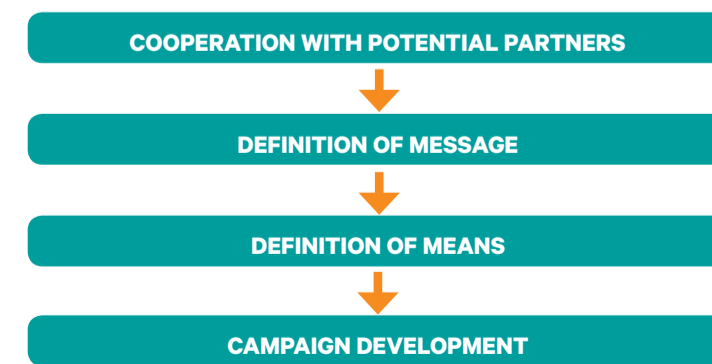 COOPERATION WITH POTENTIAL PARTNERS
DEFINITION OF MESSAGE
DEFINITION OF MEANS
CAMPAIGN DEVELOPMENT